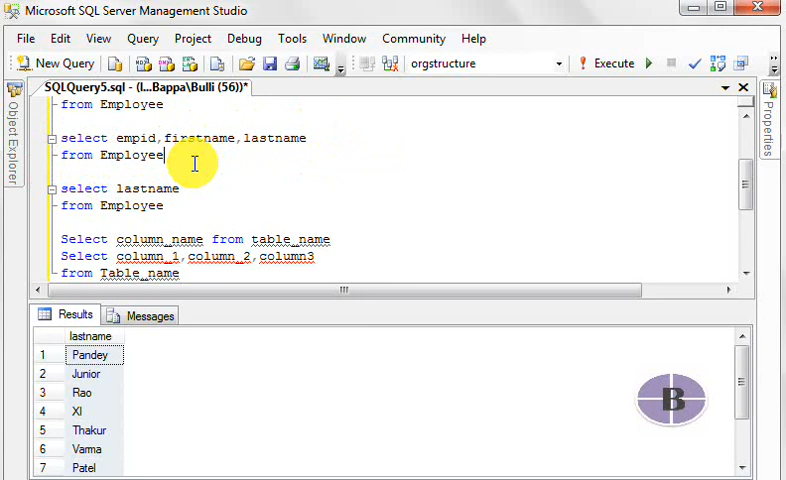 Microsoft SQL Server Management Studio
File Edit View Query Project Debug Tools Window Community Help
New Query orgstructure Execute
SQLQuery5.sql - (l...Bappa\Bulli (56))*
Object Explorer
Properties
from Employee
select empid,firstname,lastname
from Employee
select lastname
from Employee
Select column_name from table_name
Select column_1,column_2,column3
from Table_name
Results Messages
lastname
1 Pandey
2 Junior
3 Rao
4 XI
5 Thakur
6 Varma
7 Patel
B